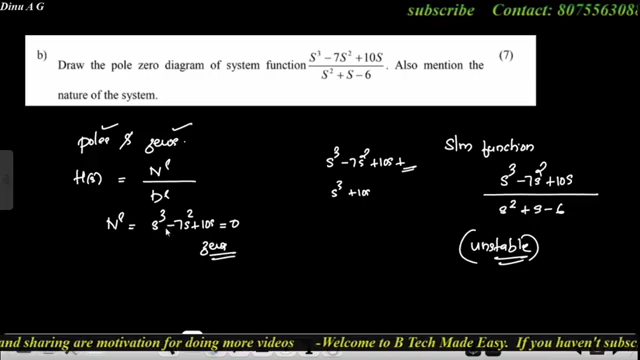 Dinu A G
subscribe Contact: 807556308
b) Draw the pole zero diagram of system function (S³ − 7S² + 10S)/(S² + S − 6). Also mention the (7)
nature of the system.
poles & zeros.
H(s) = Nr/Dr
Nr = s³ − 7s² + 10s = 0
zeros
s³ − 7s² + 10s +
s³ + 10s
S/m function
(s³ − 7s² + 10s)/(s² + s − 6)
(unstable)
and sharing are motivation for doing more videos -Welcome to B Tech Made Easy. If you haven't subsc